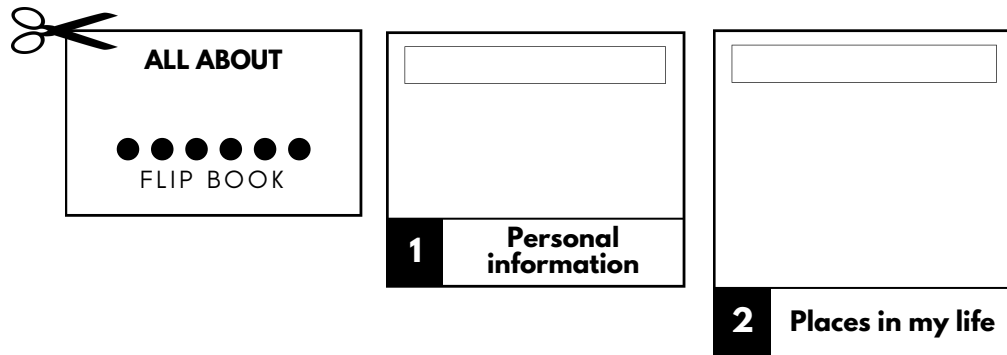 ALL ABOUT
FLIP BOOK
1
Personal
information
2
Places in my life